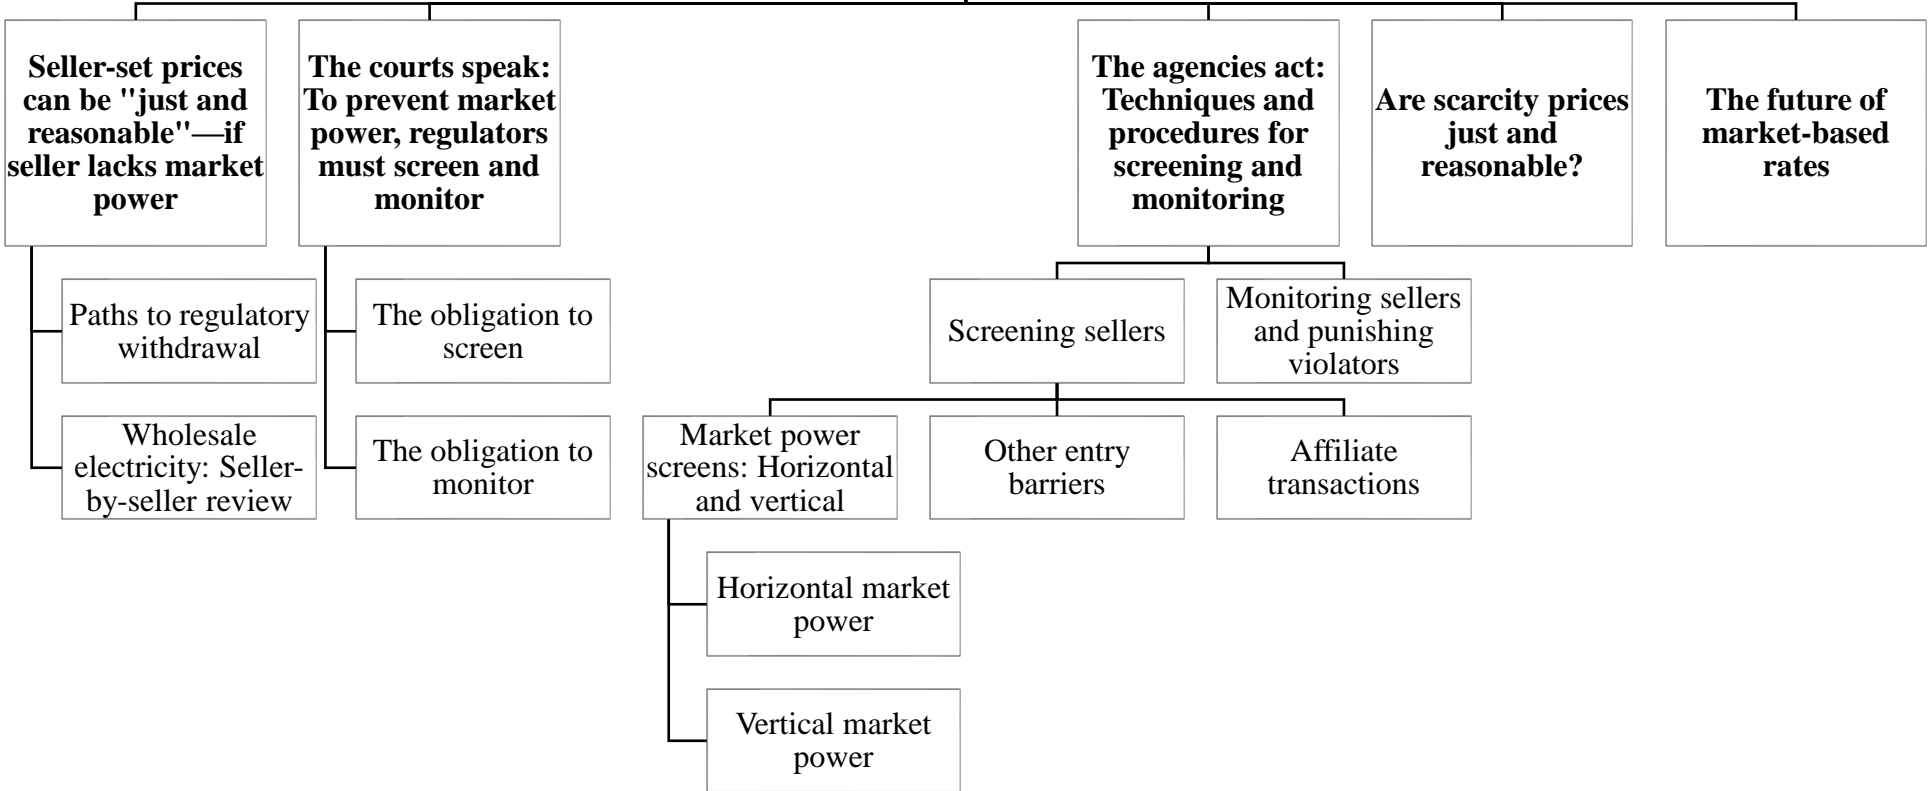 Seller-set prices
can be "just and
reasonable"—if
seller lacks market
power
The courts speak:
To prevent market
power, regulators
must screen and
monitor
The agencies act:
Techniques and
procedures for
screening and
monitoring
Are scarcity prices
just and
reasonable?
The future of
market-based
rates
Paths to regulatory
withdrawal
The obligation to
screen
Screening sellers
Monitoring sellers
and punishing
violators
Wholesale
electricity: Seller-
by-seller review
The obligation to
monitor
Market power
screens: Horizontal
and vertical
Other entry
barriers
Affiliate
transactions
Horizontal market
power
Vertical market
power